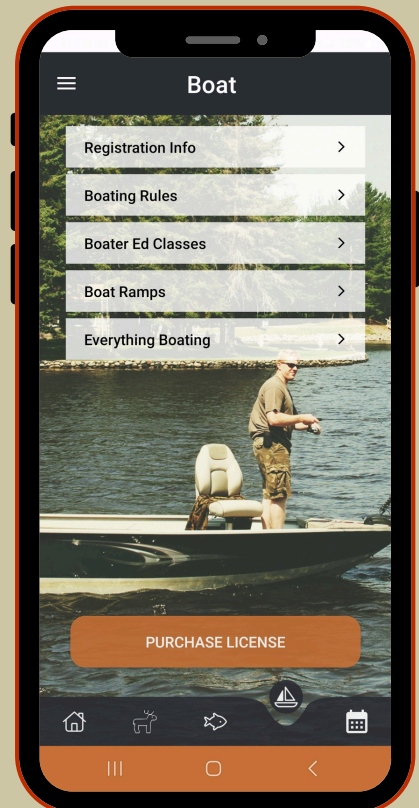 Boat
Registration Info
Boating Rules
Boater Ed Classes
Boat Ramps
Everything Boating
PURCHASE LICENSE